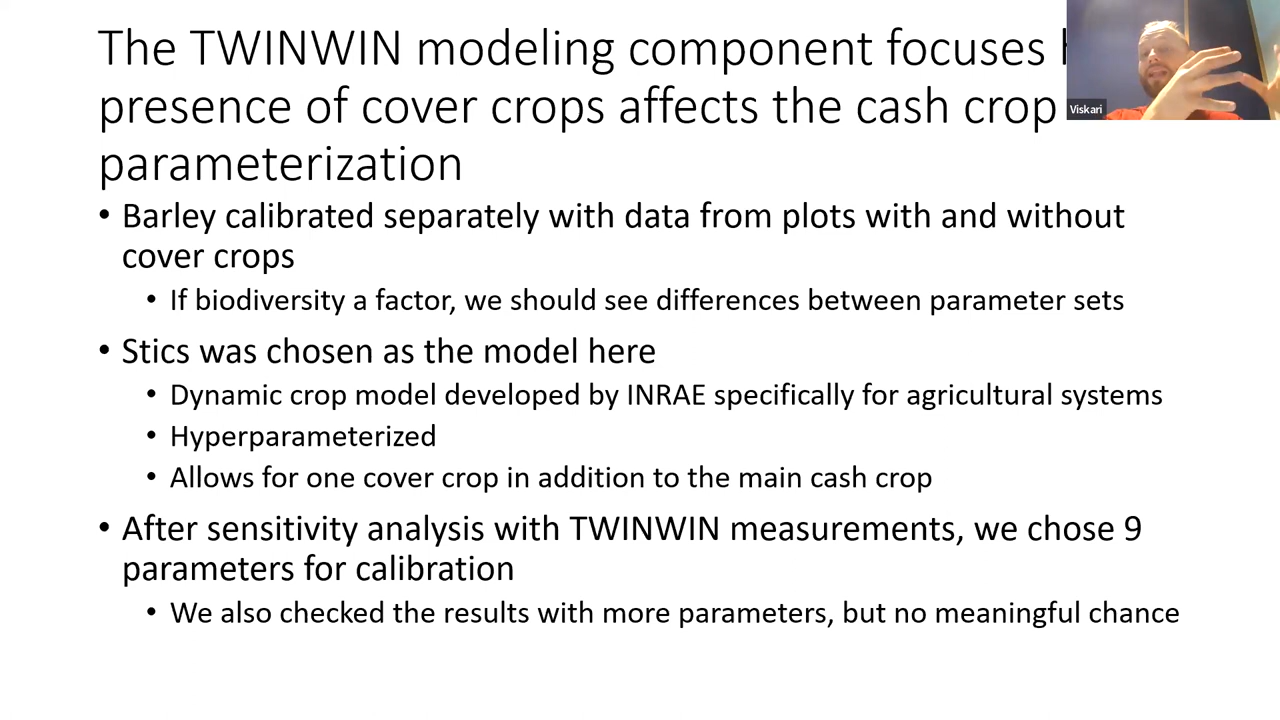 The TWINWIN modeling component focuses
presence of cover crops affects the cash crop
parameterization
Viskari
• Barley calibrated separately with data from plots with and without
cover crops
• If biodiversity a factor, we should see differences between parameter sets
• Stics was chosen as the model here
• Dynamic crop model developed by INRAE specifically for agricultural systems
• Hyperparameterized
• Allows for one cover crop in addition to the main cash crop
• After sensitivity analysis with TWINWIN measurements, we chose 9
parameters for calibration
• We also checked the results with more parameters, but no meaningful chance